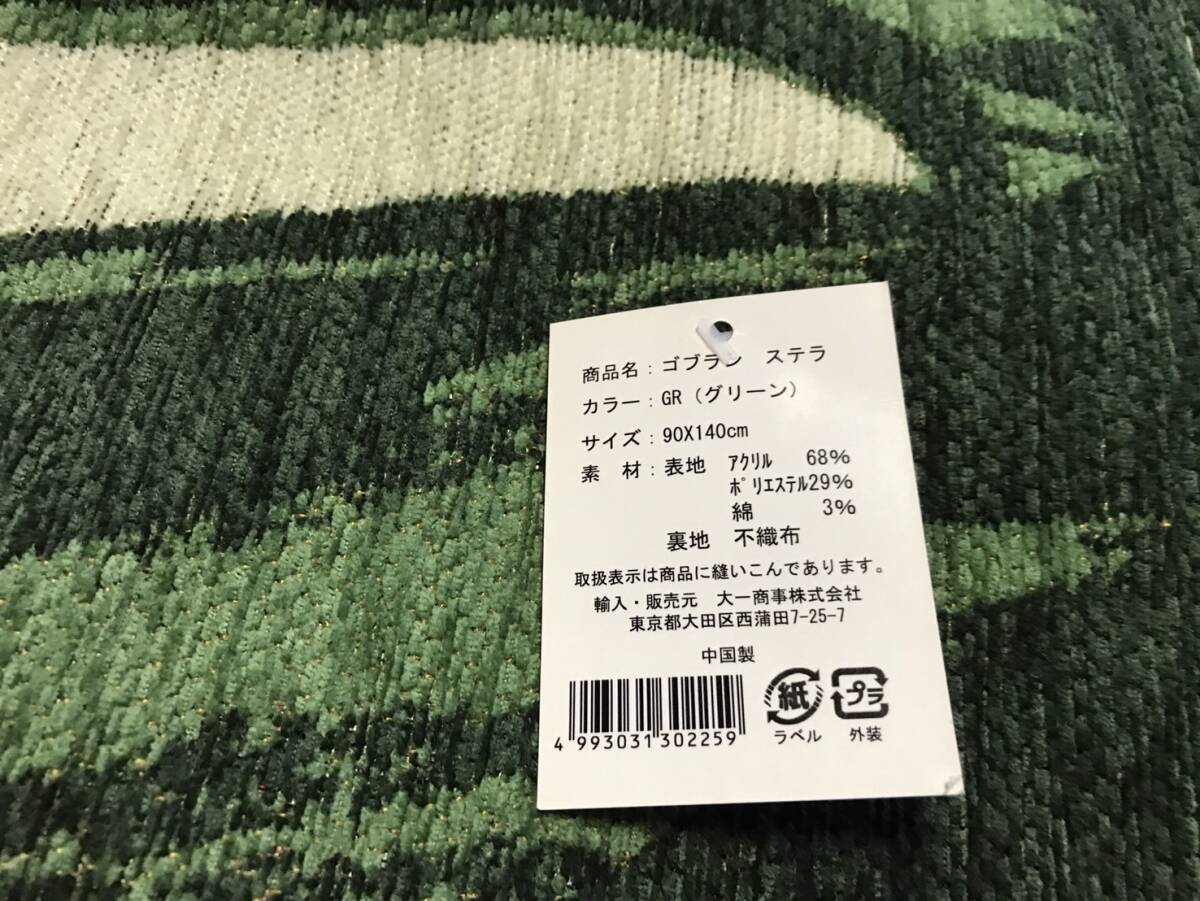 商品名：ゴブラン　ステラ
カラー：GR（グリーン）
サイズ：90X140cm
素　材：表地　ｱｸﾘﾙ　68%
ﾎﾟﾘｴｽﾃﾙ29%
綿　3%
裏地　不織布
取扱表示は商品に縫いこんであります。
輸入・販売元　大一商事株式会社
東京都大田区西蒲田7-25-7
中国製
4 993031 302259
紙
ラベル
プラ
外装